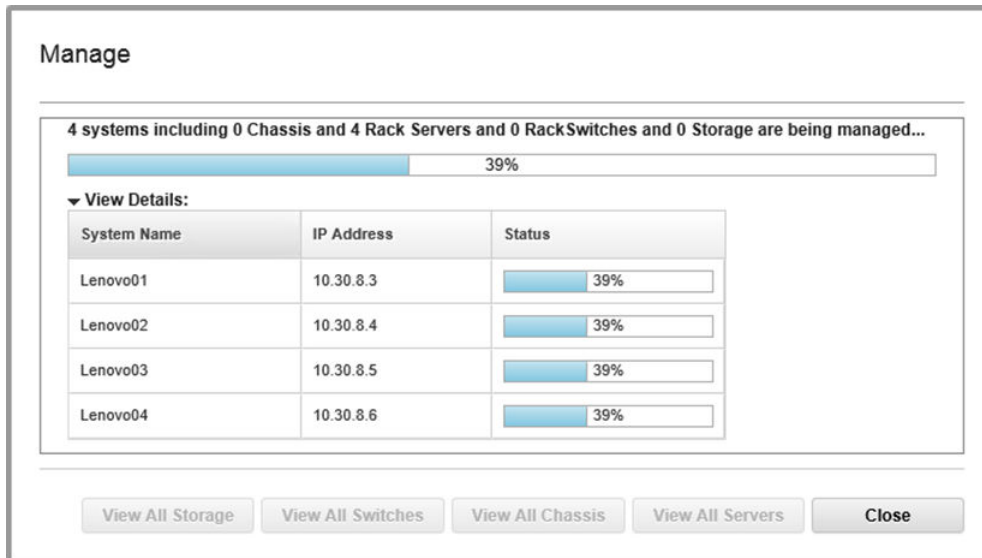 Manage
4 systems including 0 Chassis and 4 Rack Servers and 0 RackSwitches and 0 Storage are being managed...
39%
View Details:
System Name IP Address Status
Lenovo01 10.30.8.3 39%
Lenovo02 10.30.8.4 39%
Lenovo03 10.30.8.5 39%
Lenovo04 10.30.8.6 39%
View All Storage View All Switches View All Chassis View All Servers Close